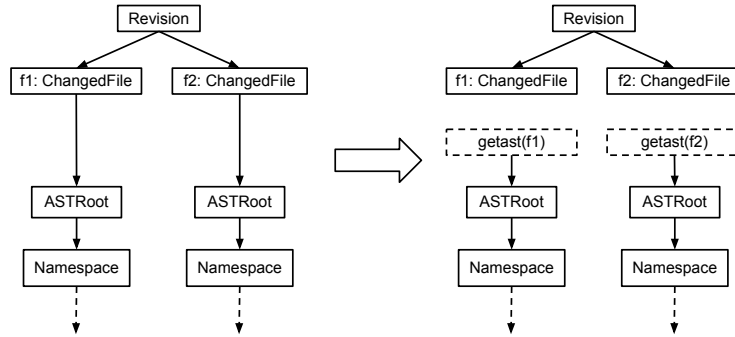 Revision
f1: ChangedFile
f2: ChangedFile
ASTRoot
ASTRoot
Namespace
Namespace
Revision
f1: ChangedFile
f2: ChangedFile
getast(f1)
getast(f2)
ASTRoot
ASTRoot
Namespace
Namespace